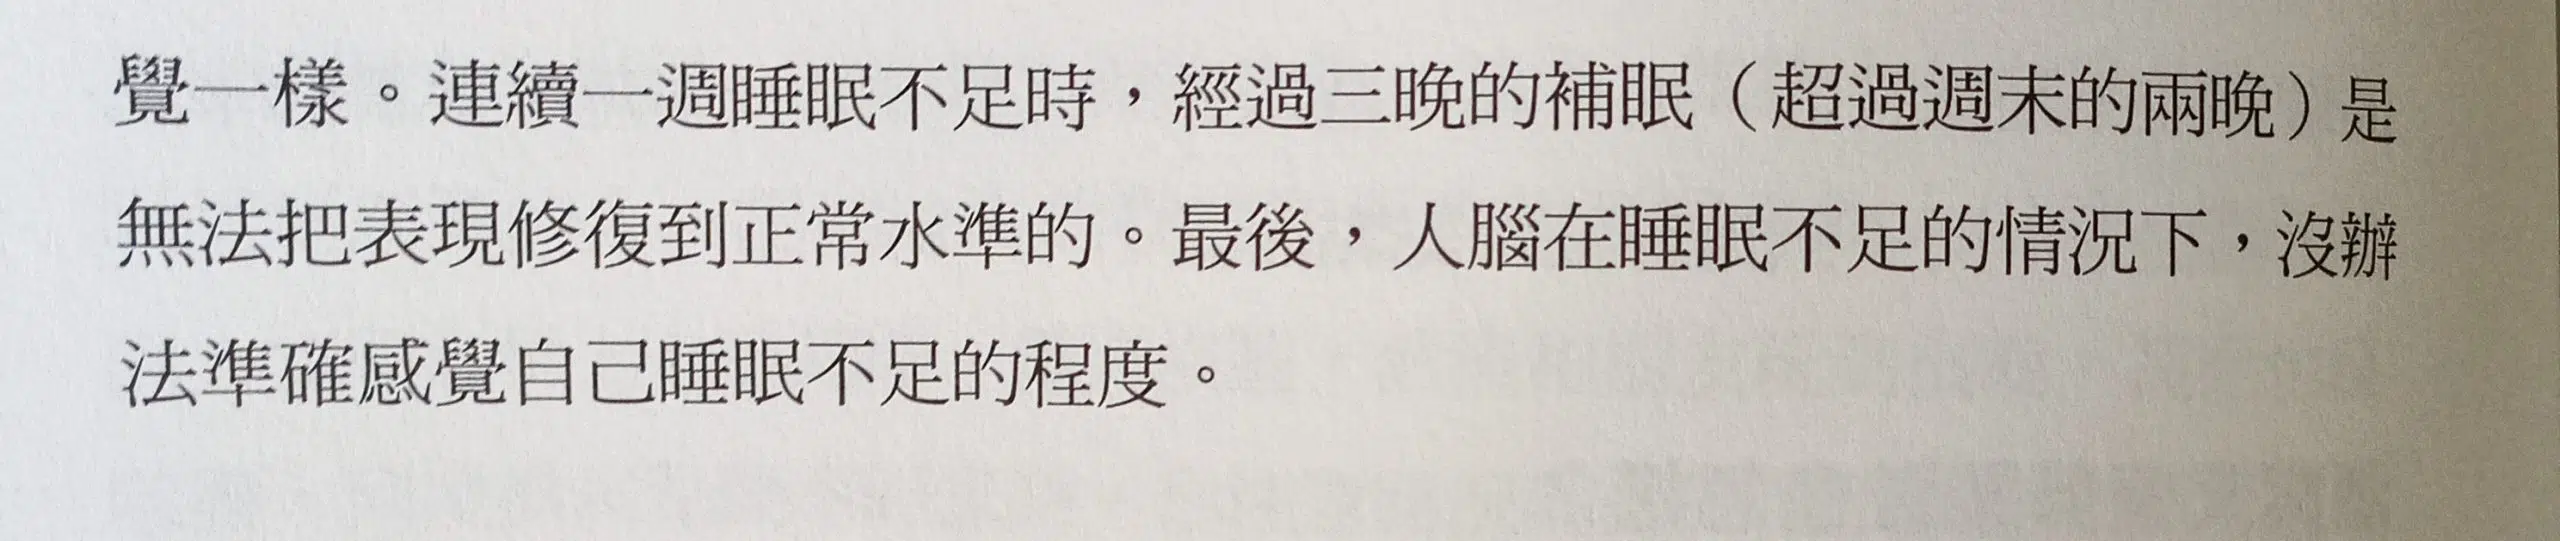 覺一樣。連續一週睡眠不足時，經過三晚的補眠（超過週末的兩晚）是
無法把表現修復到正常水準的。最後，人腦在睡眠不足的情況下，沒辦
法準確感覺自己睡眠不足的程度。